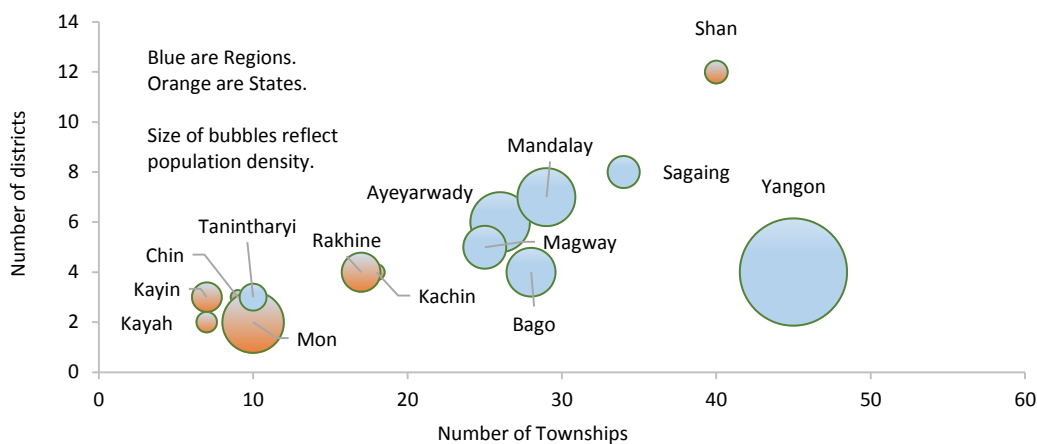 14
12
10
8
6
4
2
0
Number of districts
Blue are Regions.
Orange are States.
Size of bubbles reflect
population density.
Shan
Mandalay
Sagaing
Yangon
Ayeyarwady
Tanintharyi
Rakhine
Magway
Chin
Kayin
Kachin
Kayah
Mon
Bago
0
10
20
30
40
50
60
Number of Townships